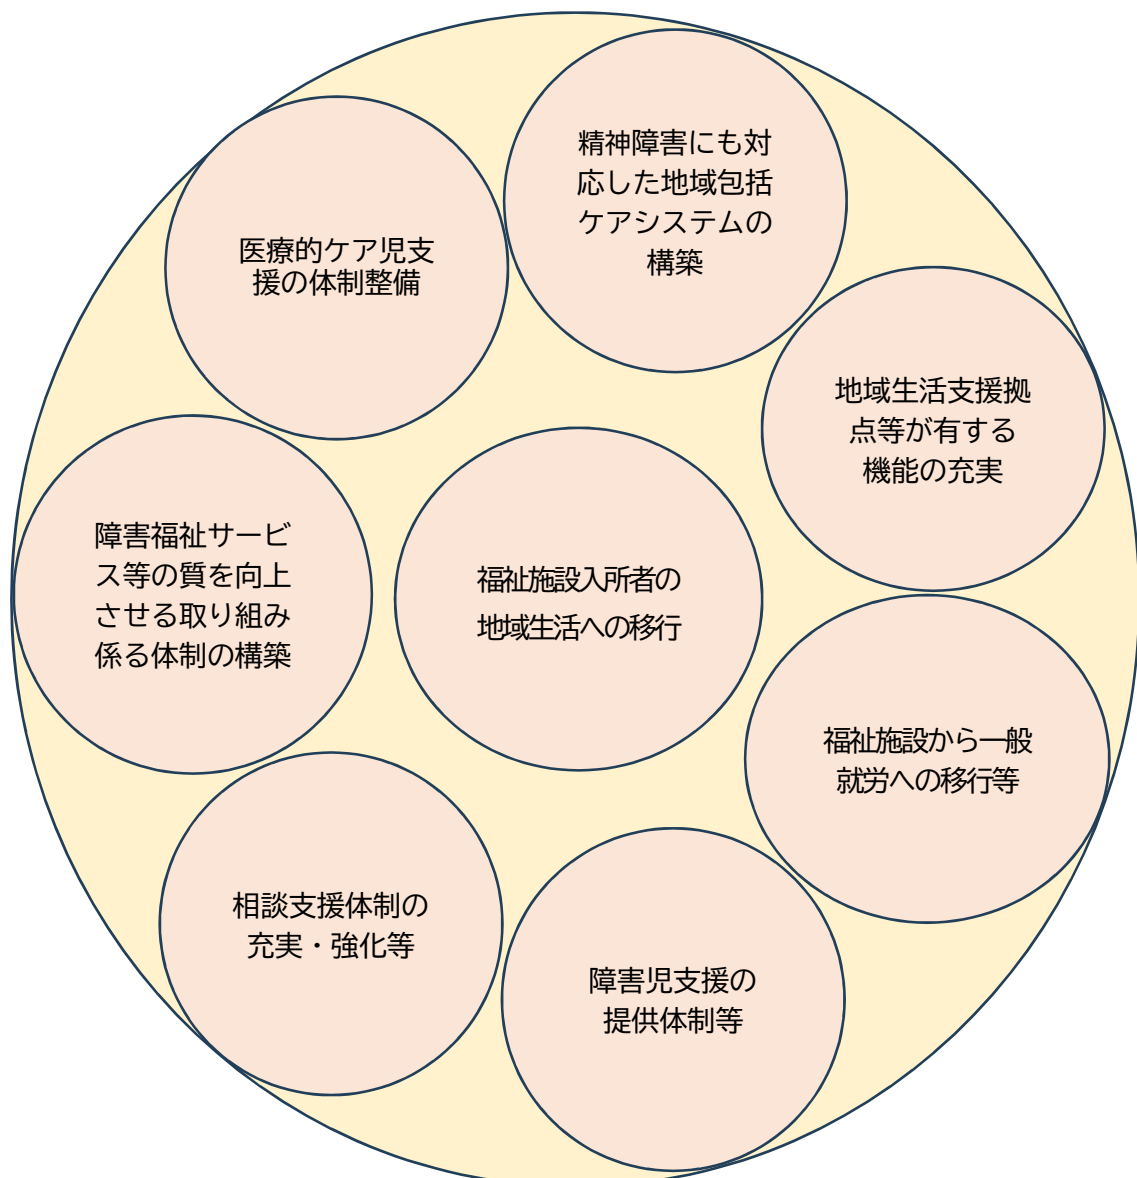 精神障害にも対
応した地域包括
ケアシステムの
構築
医療的ケア児支
援の体制整備
地域生活支援拠
点等が有する
機能の充実
障害福祉サービ
ス等の質を向上
させる取り組み
係る体制の構築
福祉施設入所者の
地域生活への移行
福祉施設から一般
就労への移行等
相談支援体制の
充実・強化等
障害児支援の
提供体制等